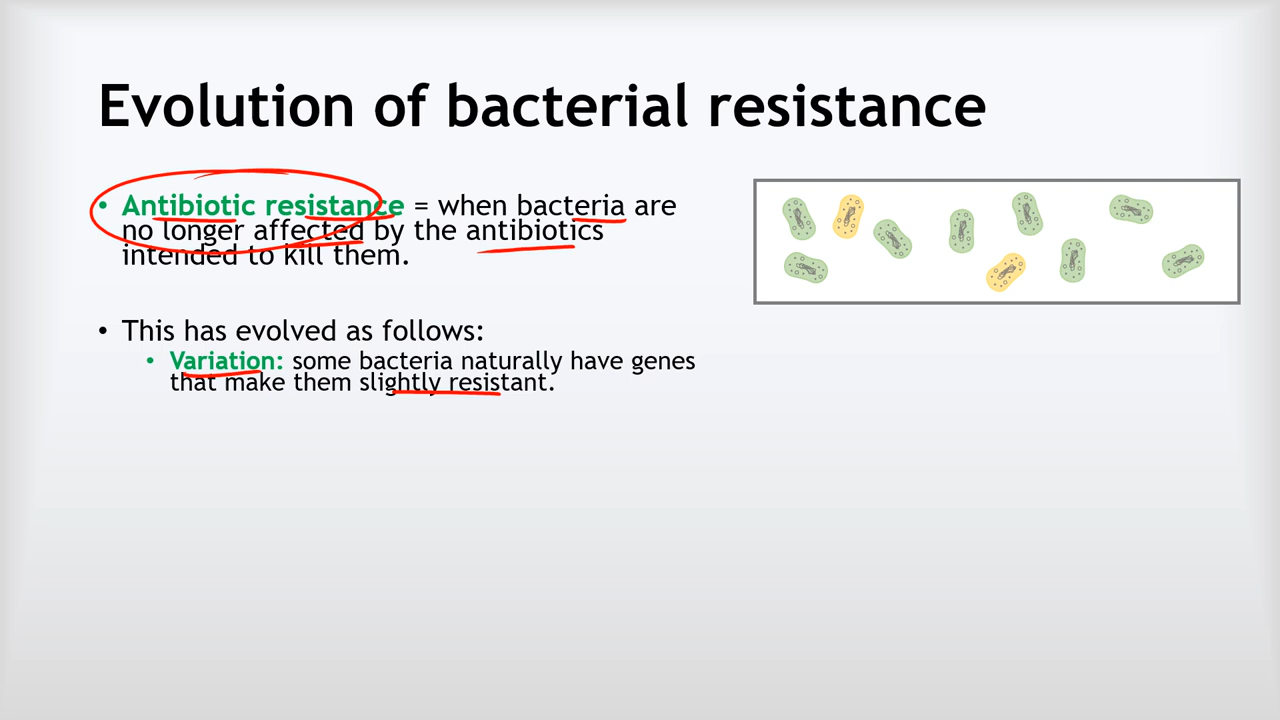 Evolution of bacterial resistance
• Antibiotic resistance = when bacteria are
no longer affected by the antibiotics
intended to kill them.
• This has evolved as follows:
• Variation: some bacteria naturally have genes
that make them slightly resistant.